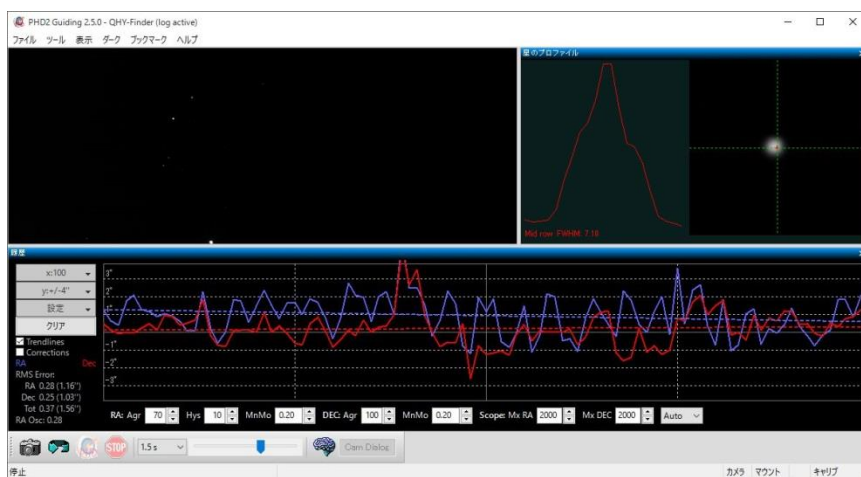 PHD2 Guiding 2.5.0 - QHY-Finder (log active)
ファイル ツール 表示 ダーク ブックマーク ヘルプ
星のプロファイル
Mid row FWHM: 7.18
履歴
x:100
y:+/-4"
設定
クリア
Trendlines
Corrections
RA Dec
RMS Error:
RA 0.28 (1.16")
Dec 0.25 (1.03")
Tot 0.37 (1.56")
RA Osc: 0.28
3"
2"
1"
-1"
-2"
-3"
RA: Agr 70 Hys 10 MnMo 0.20 DEC: Agr 100 MnMo 0.20 Scope: Mx RA 2000 Mx DEC 2000 Auto
STOP 1.5 s Cam Dialog
停止 カメラ マウント キャリブ